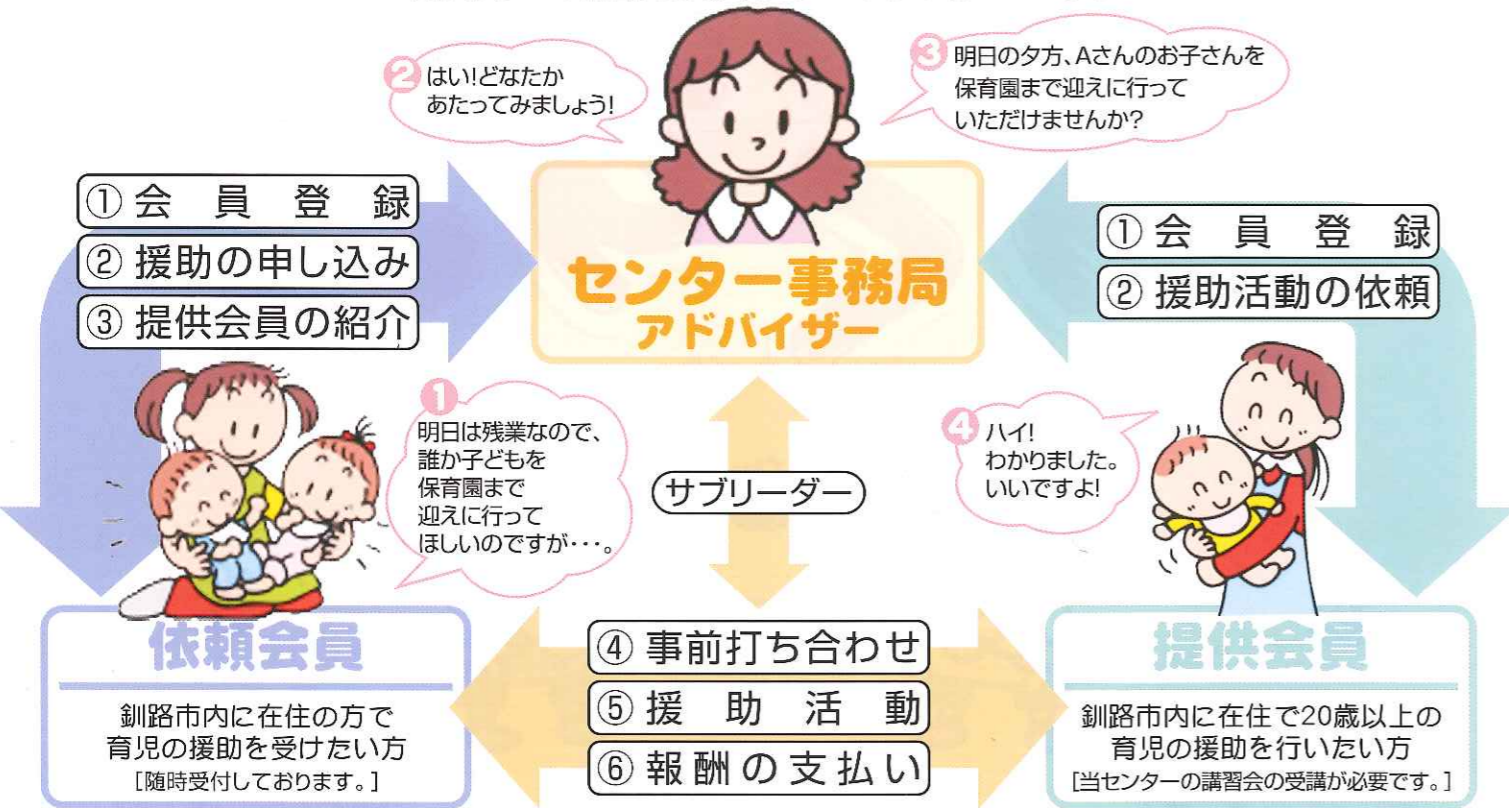 ② はい!どなたか
あたってみましょう!
③ 明日の夕方、Aさんのお子さんを
保育園まで迎えに行って
いただけませんか?
① 会員登録
② 援助の申し込み
③ 提供会員の紹介
センター事務局
アドバイザー
① 会員登録
② 援助活動の依頼
① 明日は残業なので、
誰か子どもを
保育園まで
迎えに行って
ほしいのですが・・・。
サブリーダー
④ ハイ!
わかりました。
いいですよ!
依頼会員
釧路市内に在住の方で
育児の援助を受けたい方
[随時受付しております。]
④ 事前打ち合わせ
⑤ 援助活動
⑥ 報酬の支払い
提供会員
釧路市内に在住で20歳以上の
育児の援助を行いたい方
[当センターの講習会の受講が必要です。]